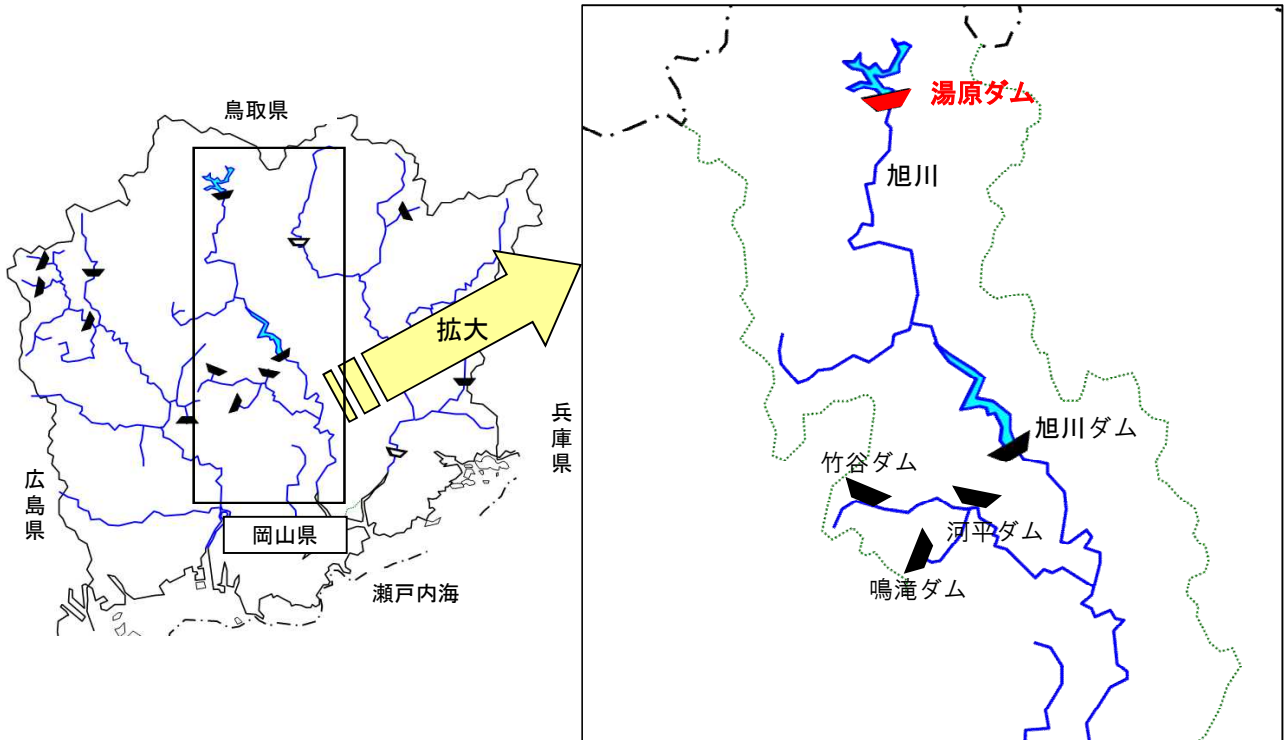 鳥取県
拡大
兵庫県
広島県
岡山県
瀬戸内海
湯原ダム
旭川
旭川ダム
竹谷ダム
河平ダム
鳴滝ダム